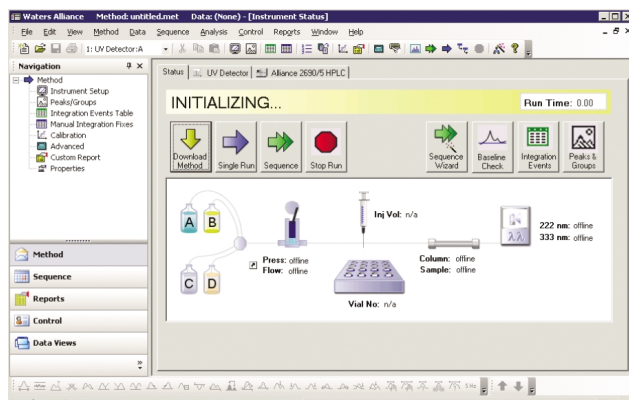 Waters Alliance Method: untitled.met Data: (None) - [Instrument Status]
File Edit View Method Data Sequence Analysis Control Reports Window Help
1: UV Detector:A
Navigation
Method
Instrument Setup
Peaks/Groups
Integration Events Table
Manual Integration Fixes
Calibration
Advanced
Custom Report
Properties
Method
Sequence
Reports
Control
Data Views
Status UV Detector Alliance 2690/5 HPLC
INITIALIZING...
Run Time: 0.00
Download Method
Single Run
Sequence
Stop Run
Sequence Wizard
Baseline Check
Integration Events
Peaks & Groups
A B
C D
Press: offline
Flow: offline
Inj Vol: n/a
Vial No: n/a
Column: offline
Sample: offline
λλ
222 nm: offline
333 nm: offline